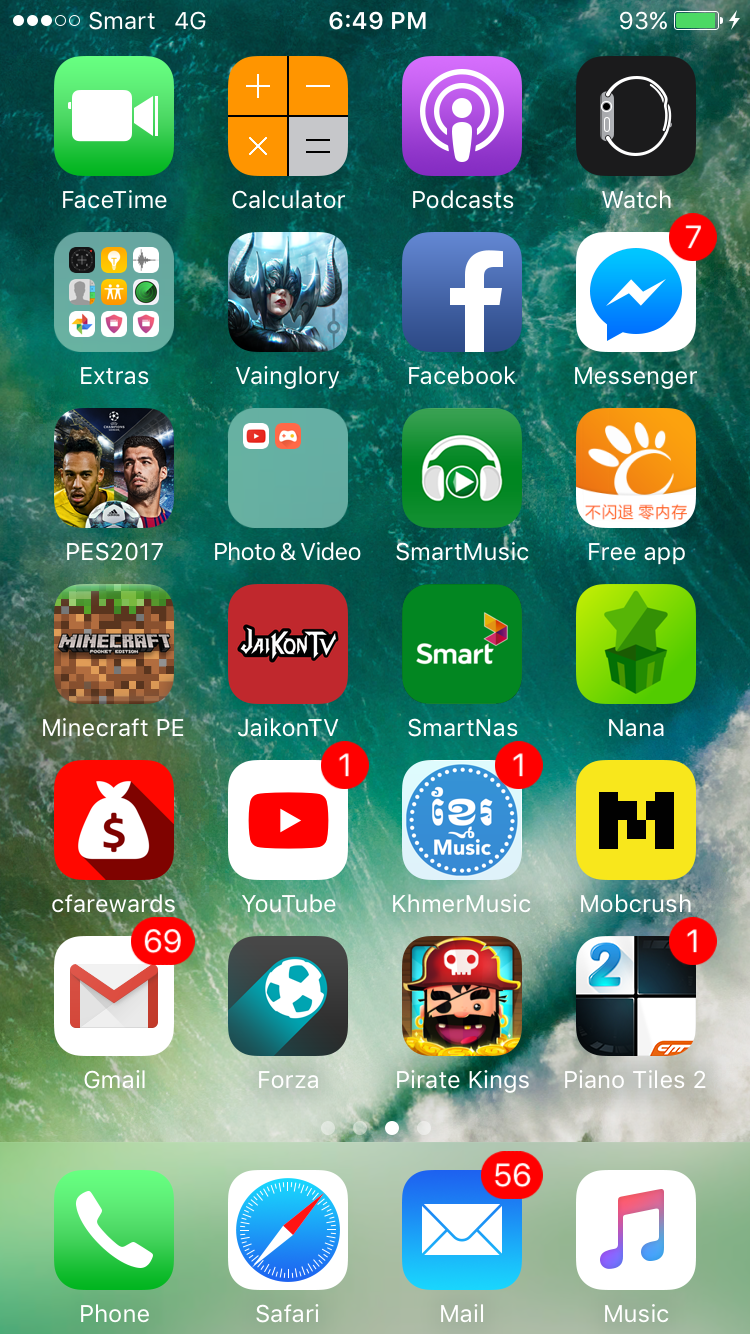 Smart 4G 6:49 PM 93%
FaceTime Calculator Podcasts Watch
7
Extras Vainglory Facebook Messenger
PES2017 Photo & Video SmartMusic Free app
不闪退 零内存
MINECRAFT
POCKET EDITION
JAIKONTV
Smart
Minecraft PE JaikonTV SmartNas Nana
1 1
$
ខ្មែរ
Music
M
cfarewards YouTube KhmerMusic Mobcrush
69 1
2
Gmail Forza Pirate Kings Piano Tiles 2
56
Phone Safari Mail Music